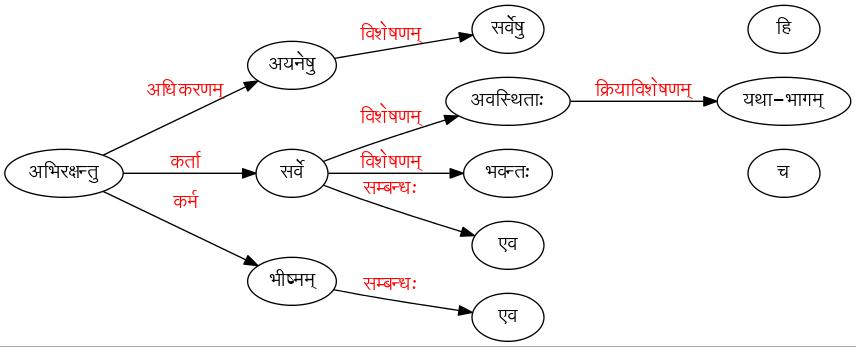 सर्वेषु
हि
विशेषणम्
अयनेषु
अधिकरणम्
विशेषणम्
अवस्थिताः
क्रियाविशेषणम्
यथा-भागम्
अभिरक्षन्तु
कर्ता
सर्वे
विशेषणम्
भवन्तः
च
कर्म
सम्बन्धः
एव
भीष्मम्
सम्बन्धः
एव